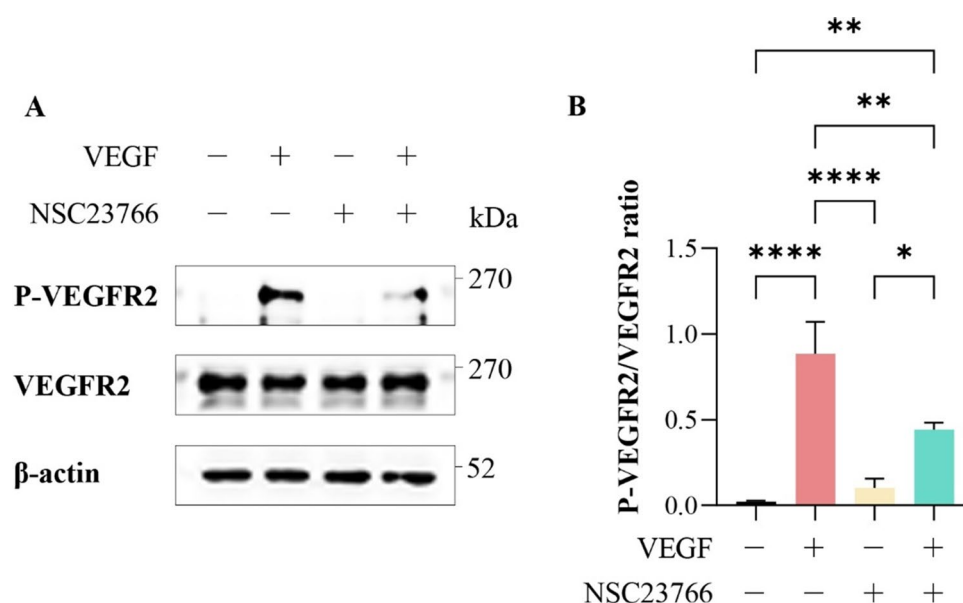 A
VEGF − + − +
NSC23766 − − + + kDa
P-VEGFR2 270
VEGFR2 270
β-actin 52
B
**
**
****
**** *
P-VEGFR2/VEGFR2 ratio
1.5
1.0
0.5
0.0
VEGF − + − +
NSC23766 − − + +